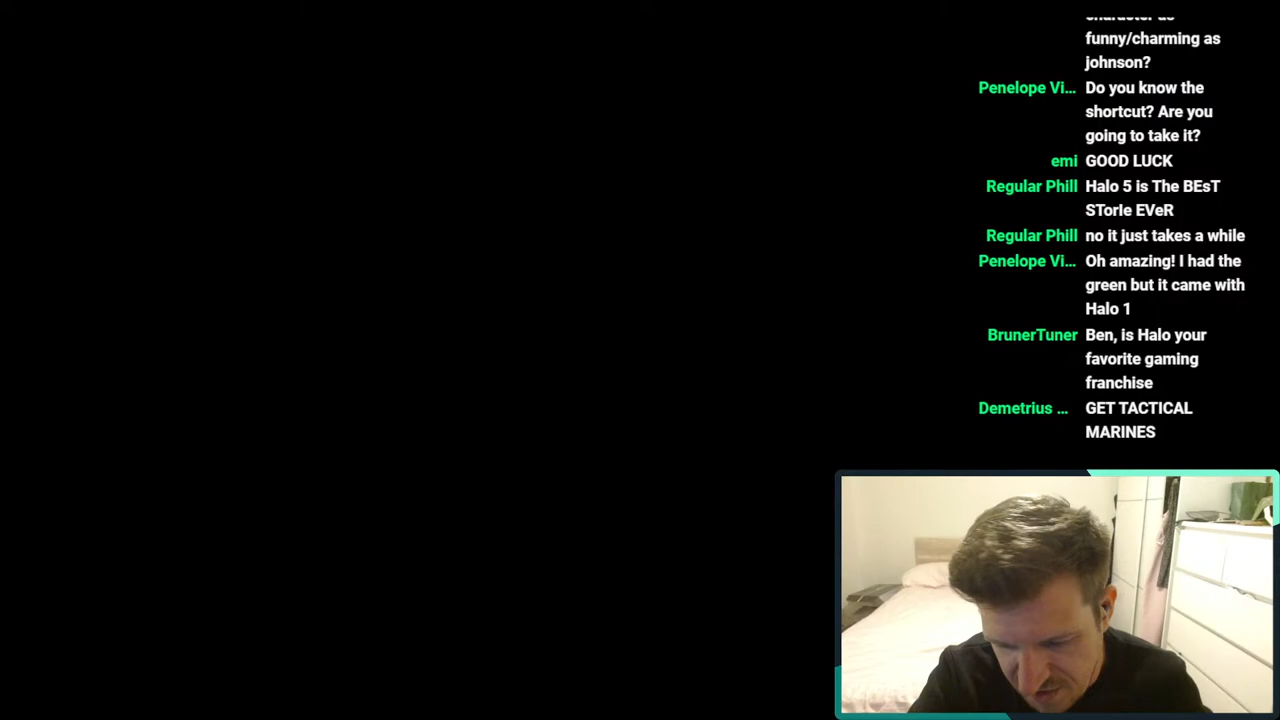 funny/charming as
johnson?
Penelope Vi... Do you know the
shortcut? Are you
going to take it?
emi GOOD LUCK
Regular Phill Halo 5 is The BEsT
STorIe EVeR
Regular Phill no it just takes a while
Penelope Vi... Oh amazing! I had the
green but it came with
Halo 1
BrunerTuner Ben, is Halo your
favorite gaming
franchise
Demetrius ... GET TACTICAL
MARINES